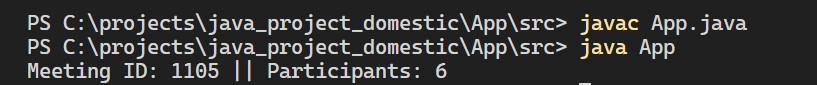 PS C:\projects\java_project_domestic\App\src> javac App.java
PS C:\projects\java_project_domestic\App\src> java App
Meeting ID: 1105 || Participants: 6